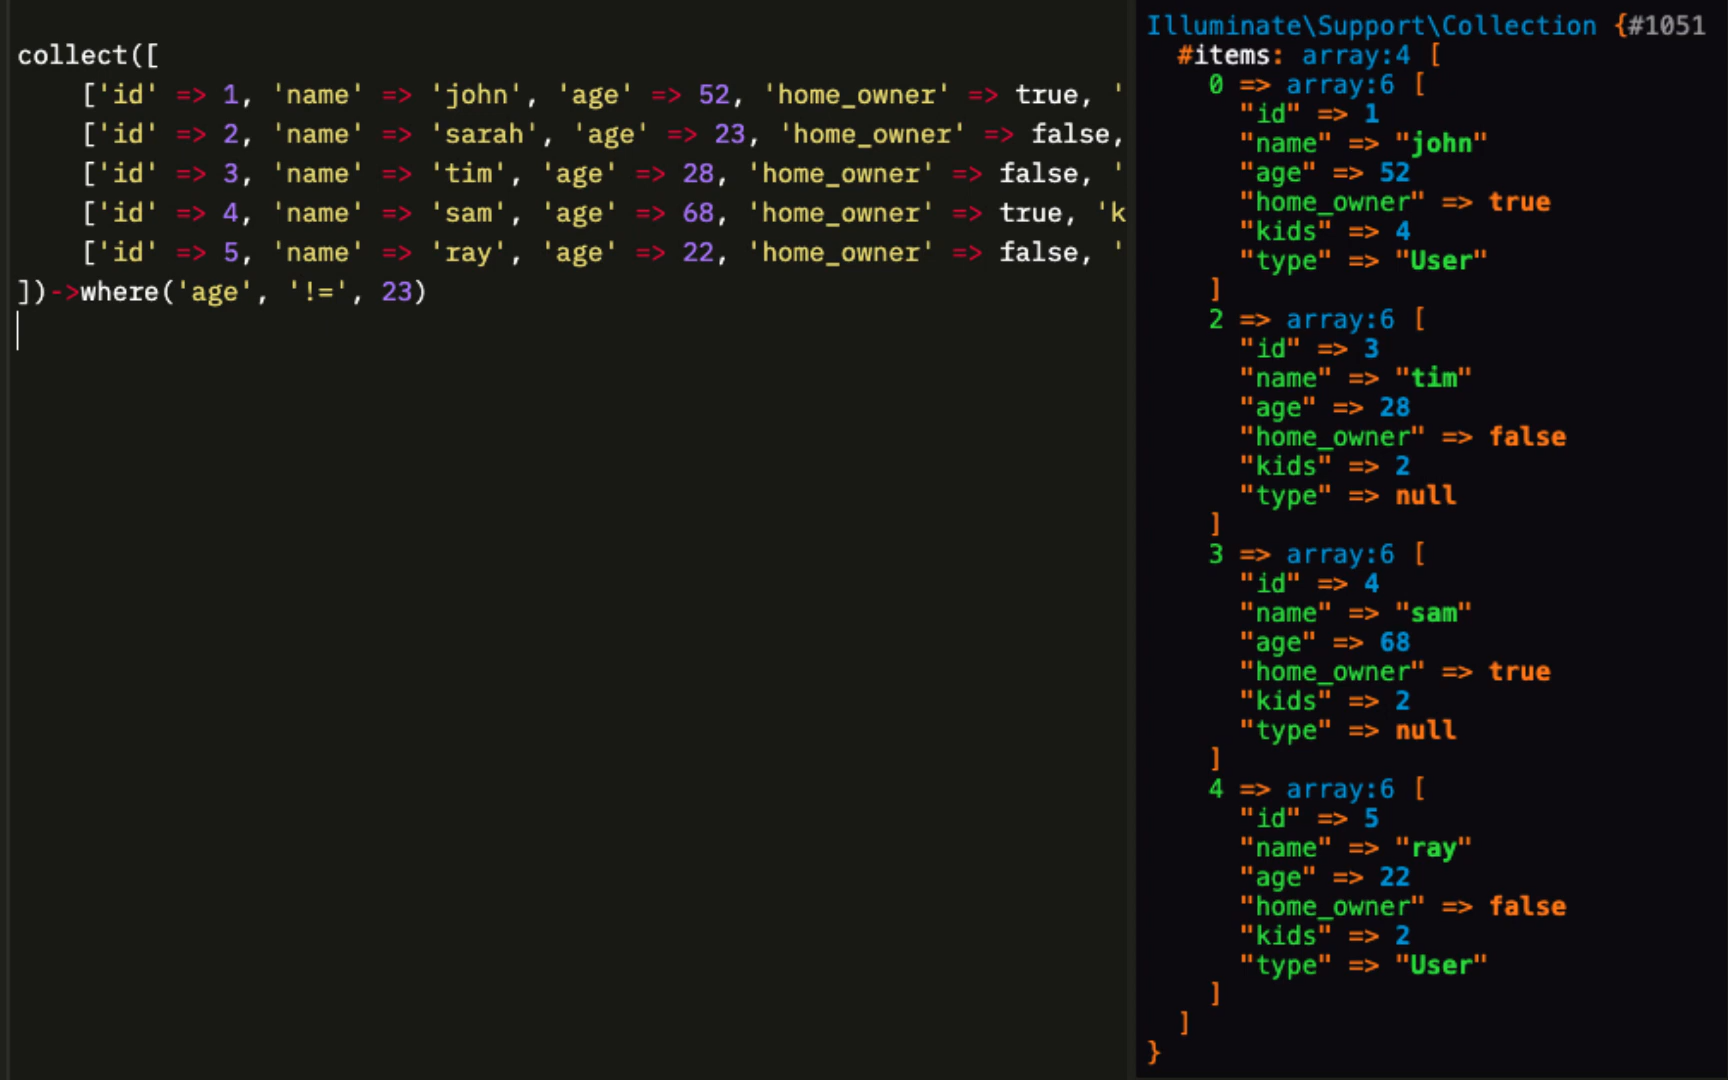 collect([
    ['id' => 1, 'name' => 'john', 'age' => 52, 'home_owner' => true, '
    ['id' => 2, 'name' => 'sarah', 'age' => 23, 'home_owner' => false,
    ['id' => 3, 'name' => 'tim', 'age' => 28, 'home_owner' => false, '
    ['id' => 4, 'name' => 'sam', 'age' => 68, 'home_owner' => true, 'k
    ['id' => 5, 'name' => 'ray', 'age' => 22, 'home_owner' => false, '
])->where('age', '!=', 23)
Illuminate\Support\Collection {#1051
  #items: array:4 [
    0 => array:6 [
      "id" => 1
      "name" => "john"
      "age" => 52
      "home_owner" => true
      "kids" => 4
      "type" => "User"
    ]
    2 => array:6 [
      "id" => 3
      "name" => "tim"
      "age" => 28
      "home_owner" => false
      "kids" => 2
      "type" => null
    ]
    3 => array:6 [
      "id" => 4
      "name" => "sam"
      "age" => 68
      "home_owner" => true
      "kids" => 2
      "type" => null
    ]
    4 => array:6 [
      "id" => 5
      "name" => "ray"
      "age" => 22
      "home_owner" => false
      "kids" => 2
      "type" => "User"
    ]
  ]
}